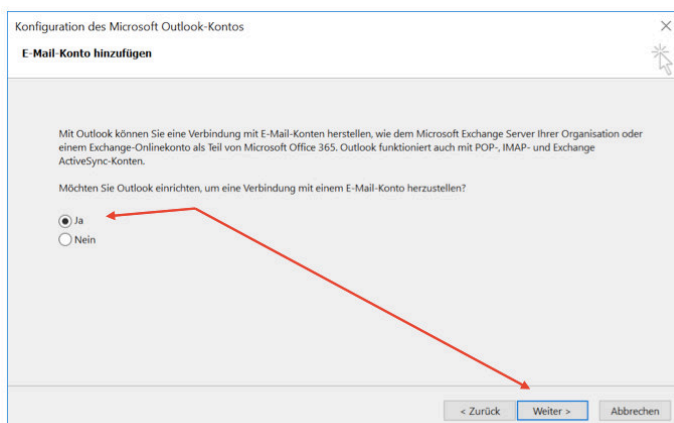 Konfiguration des Microsoft Outlook-Kontos
E-Mail-Konto hinzufügen
Mit Outlook können Sie eine Verbindung mit E-Mail-Konten herstellen, wie dem Microsoft Exchange Server Ihrer Organisation oder
einem Exchange-Onlinekonto als Teil von Microsoft Office 365. Outlook funktioniert auch mit POP-, IMAP- und Exchange
ActiveSync-Konten.
Möchten Sie Outlook einrichten, um eine Verbindung mit einem E-Mail-Konto herzustellen?
Ja
Nein
< Zurück Weiter > Abbrechen